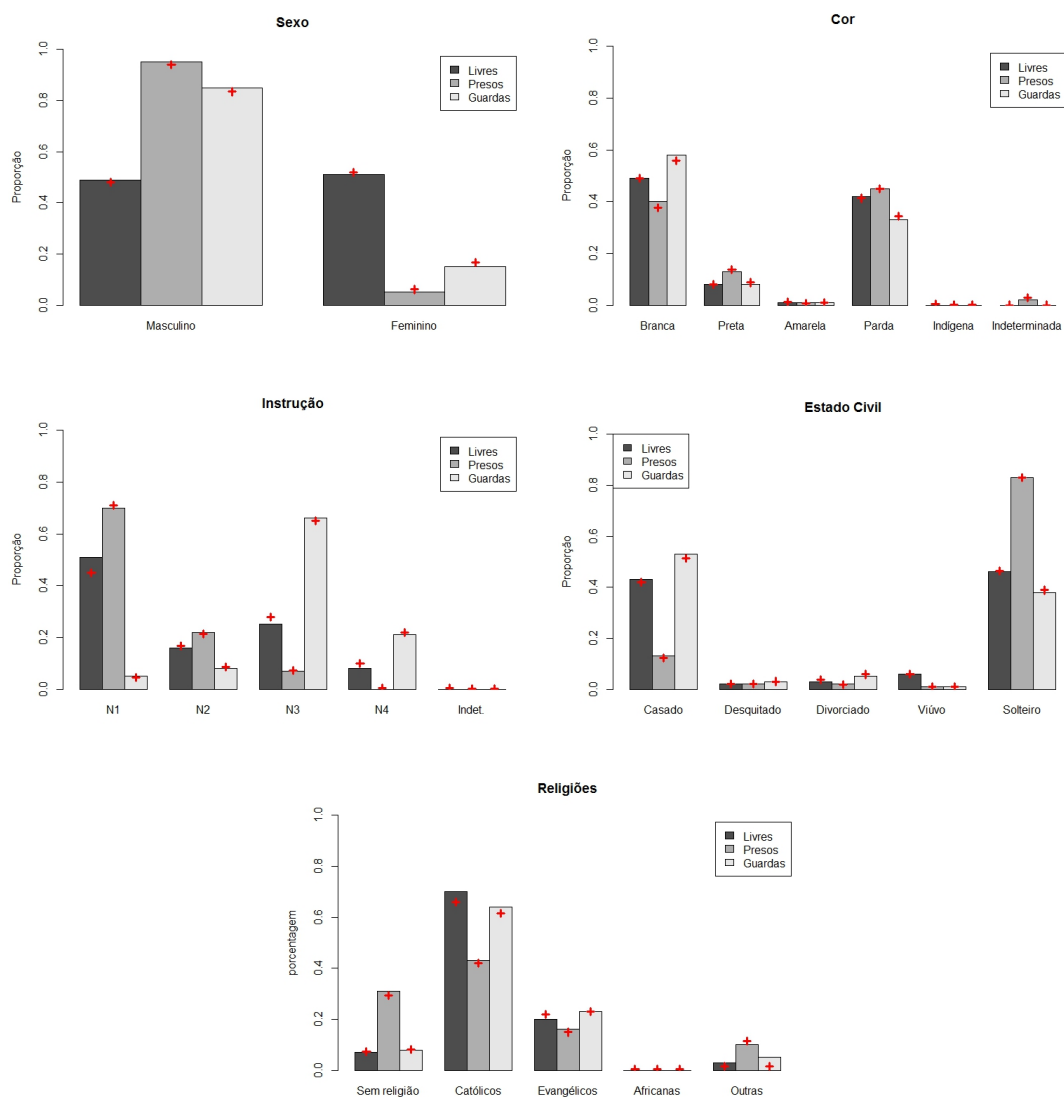 Sexo
Proporção
0.0 0.2 0.4 0.6 0.8 1.0
Livres
Presos
Guardas
Masculino Feminino
Cor
Proporção
0.0 0.2 0.4 0.6 0.8 1.0
Livres
Presos
Guardas
Branca Preta Amarela Parda Indígena Indeterminada
Instrução
Proporção
0.0 0.2 0.4 0.6 0.8 1.0
Livres
Presos
Guardas
N1 N2 N3 N4 Indet.
Estado Civil
Proporção
0.0 0.2 0.4 0.6 0.8 1.0
Livres
Presos
Guardas
Casado Desquitado Divorciado Viúvo Solteiro
Religiões
porcentagem
0.0 0.2 0.4 0.6 0.8 1.0
Livres
Presos
Guardas
Sem religião Católicos Evangélicos Africanas Outras